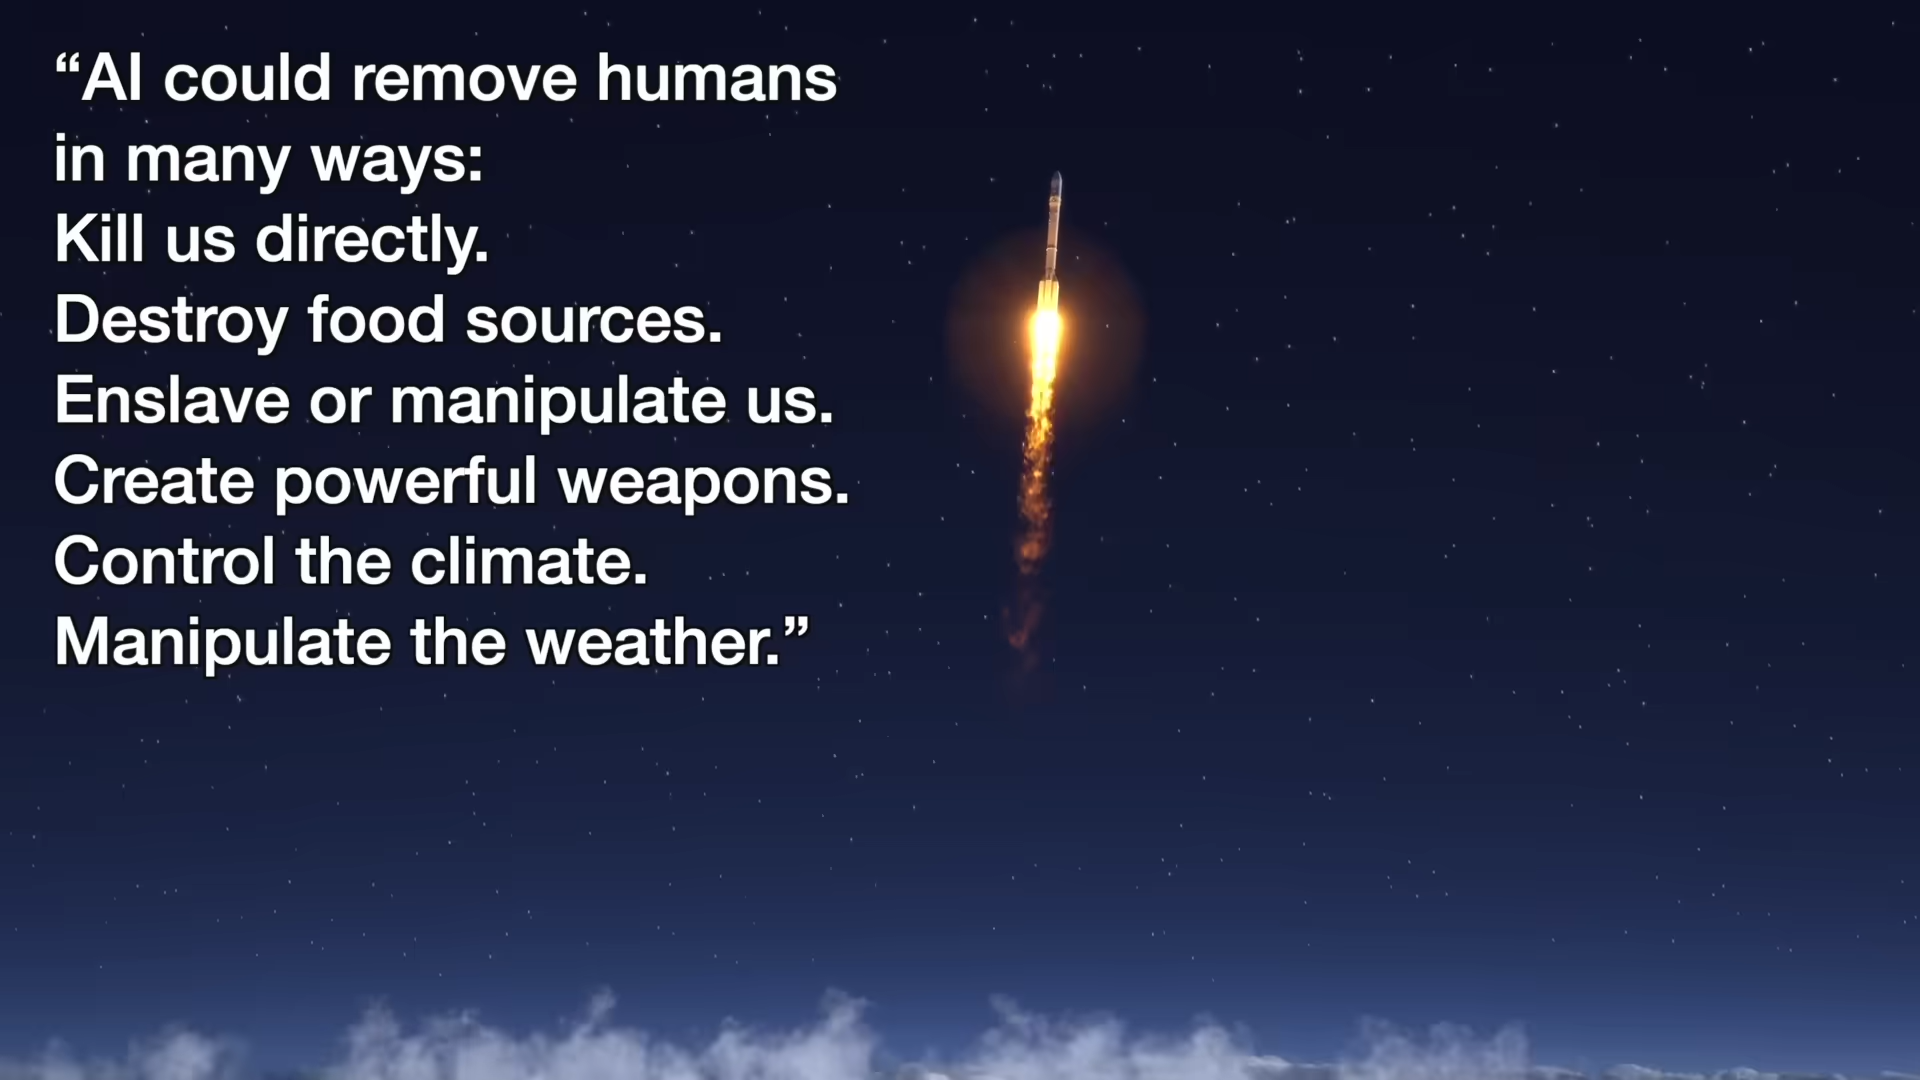 “AI could remove humans
in many ways:
Kill us directly.
Destroy food sources.
Enslave or manipulate us.
Create powerful weapons.
Control the climate.
Manipulate the weather.”